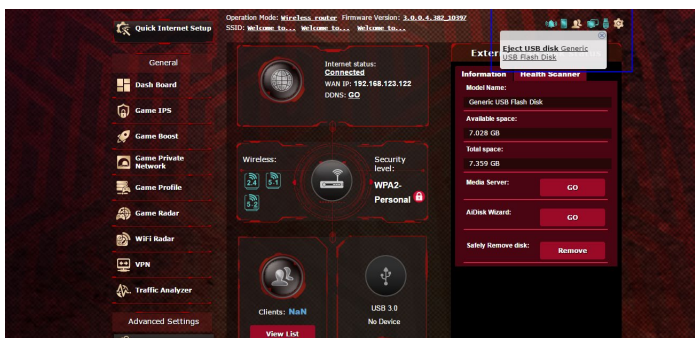 Quick Internet Setup
Operation Mode: Wireless router Firmware Version: 3.0.0.4.382_10397
SSID: Welcome to... Welcome to... Welcome to...
General
Dash Board
Game IPS
Game Boost
Game Private
Network
Game Profile
Game Radar
WiFi Radar
VPN
Traffic Analyzer
Advanced Settings
Internet status:
Connected
WAN IP: 192.168.123.122
DDNS: GO
Wireless:
2.4
5-1
5-2
Security
level:
WPA2-
Personal
Clients: NaN
View List
USB 3.0
No Device
Eject USB disk Generic
USB Flash Disk
Exter
Information Health Scanner
Model Name:
Generic USB Flash Disk
Available space:
7.028 GB
Total space:
7.359 GB
Media Server:
GO
AiDisk Wizard:
GO
Safely Remove disk:
Remove